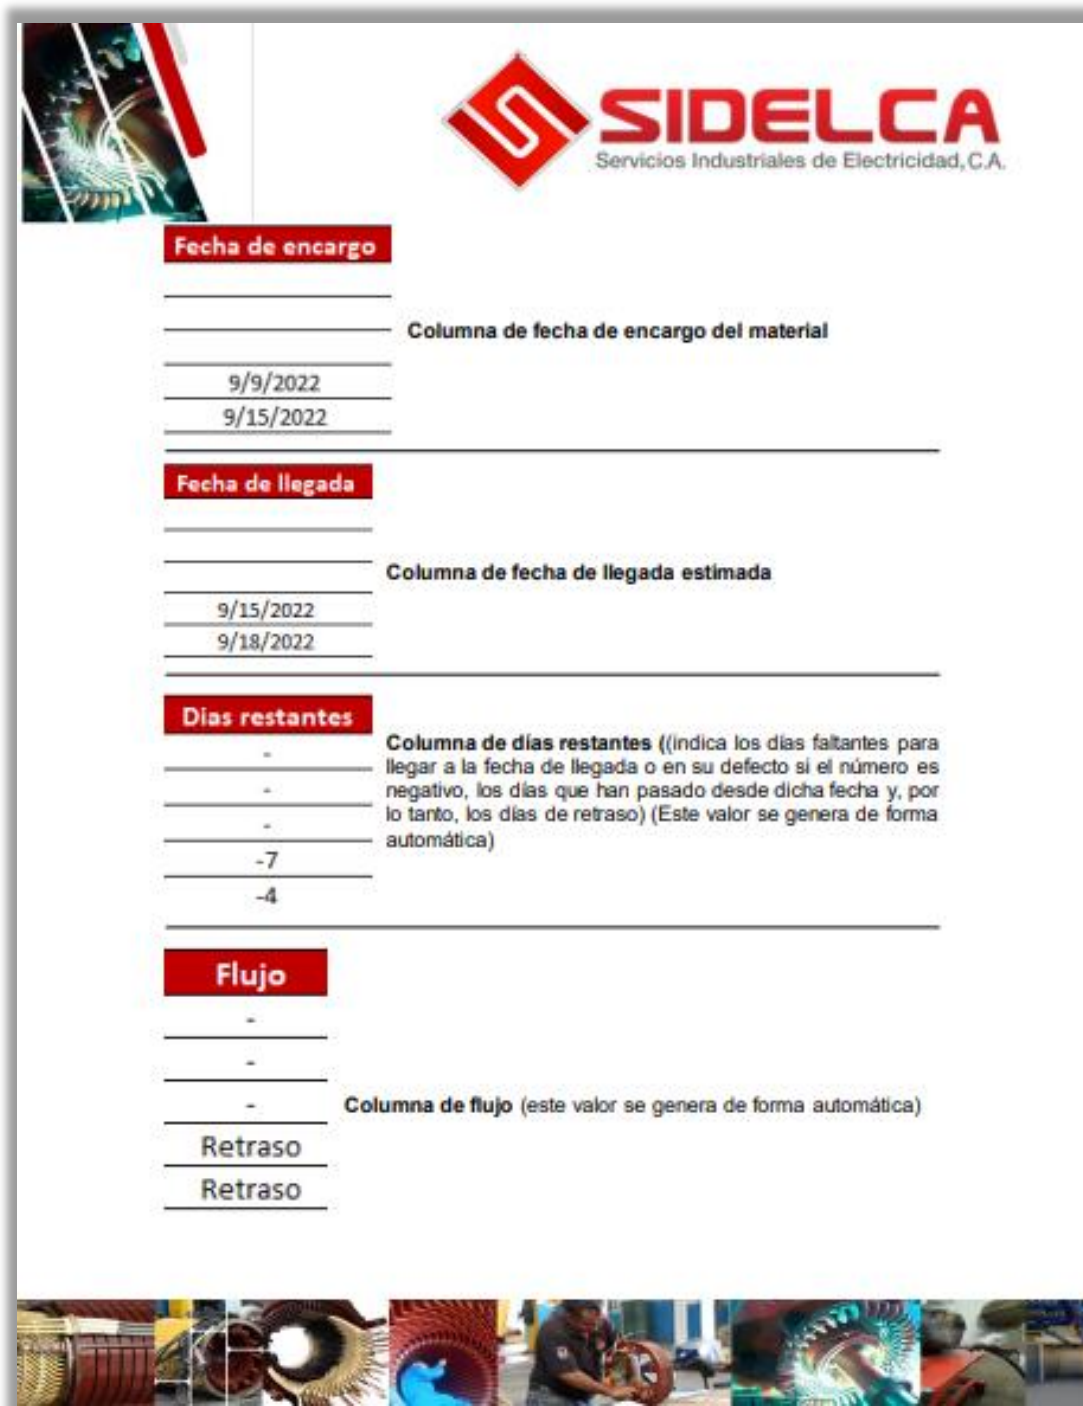 SIDELCA
Servicios Industriales de Electricidad, C.A.
Fecha de encargo
Columna de fecha de encargo del material
9/9/2022
9/15/2022
Fecha de llegada
Columna de fecha de llegada estimada
9/15/2022
9/18/2022
Dias restantes
-
-
-
-7
-4
Columna de días restantes ((indica los días faltantes para
llegar a la fecha de llegada o en su defecto si el número es
negativo, los días que han pasado desde dicha fecha y, por
lo tanto, los días de retraso) (Este valor se genera de forma
automática)
Flujo
-
-
-
Retraso
Retraso
Columna de flujo (este valor se genera de forma automática)